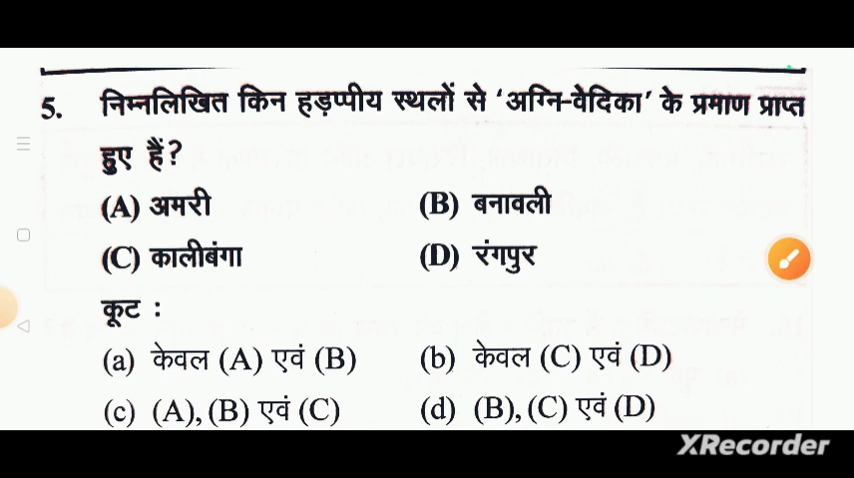 5. निम्नलिखित किन हड़प्पीय स्थलों से ‘अग्नि-वेदिका’ के प्रमाण प्राप्त
हुए हैं?
(A) अमरी (B) बनावली
(C) कालीबंगा (D) रंगपुर
कूट :
(a) केवल (A) एवं (B) (b) केवल (C) एवं (D)
(c) (A), (B) एवं (C) (d) (B), (C) एवं (D)
XRecorder